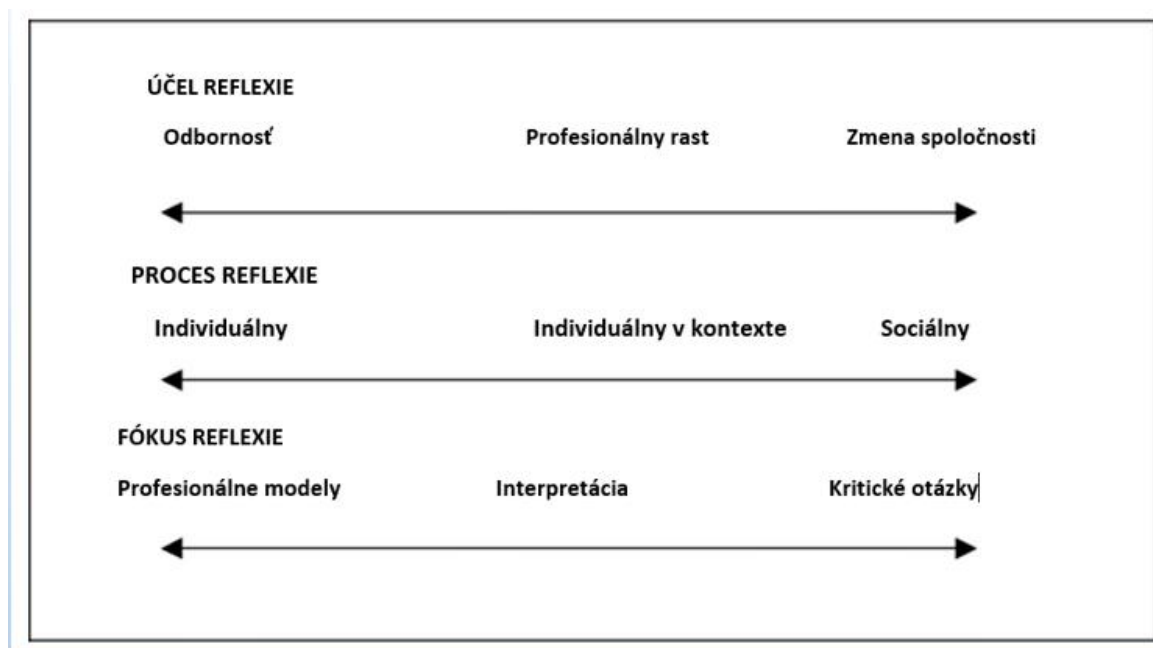 ÚČEL REFLEXIE
Odbornosť Profesionálny rast Zmena spoločnosti
PROCES REFLEXIE
Individuálny Individuálny v kontexte Sociálny
FÓKUS REFLEXIE
Profesionálne modely Interpretácia Kritické otázky